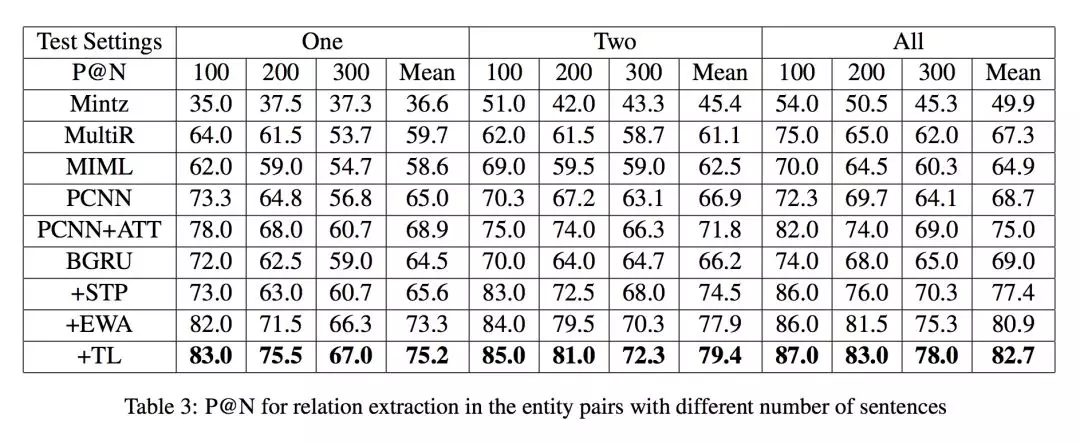 Test Settings One Two All
P@N 100 200 300 Mean 100 200 300 Mean 100 200 300 Mean
Mintz 35.0 37.5 37.3 36.6 51.0 42.0 43.3 45.4 54.0 50.5 45.3 49.9
MultiR 64.0 61.5 53.7 59.7 62.0 61.5 58.7 61.1 75.0 65.0 62.0 67.3
MIML 62.0 59.0 54.7 58.6 69.0 59.5 59.0 62.5 70.0 64.5 60.3 64.9
PCNN 73.3 64.8 56.8 65.0 70.3 67.2 63.1 66.9 72.3 69.7 64.1 68.7
PCNN+ATT 78.0 68.0 60.7 68.9 75.0 74.0 66.3 71.8 82.0 74.0 69.0 75.0
BGRU 72.0 62.5 59.0 64.5 70.0 64.0 64.7 66.2 74.0 68.0 65.0 69.0
+STP 73.0 63.0 60.7 65.6 83.0 72.5 68.0 74.5 86.0 76.0 70.3 77.4
+EWA 82.0 71.5 66.3 73.3 84.0 79.5 70.3 77.9 86.0 81.5 75.3 80.9
+TL 83.0 75.5 67.0 75.2 85.0 81.0 72.3 79.4 87.0 83.0 78.0 82.7
Table 3: P@N for relation extraction in the entity pairs with different number of sentences